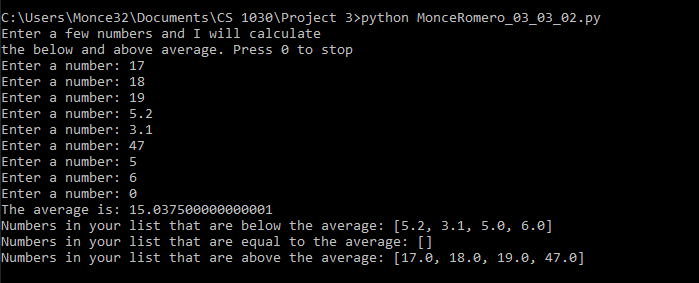 C:\Users\Monce32\Documents\CS 1030\Project 3>python MonceRomero_03_03_02.py
Enter a few numbers and I will calculate
the below and above average. Press 0 to stop
Enter a number: 17
Enter a number: 18
Enter a number: 19
Enter a number: 5.2
Enter a number: 3.1
Enter a number: 47
Enter a number: 5
Enter a number: 6
Enter a number: 0
The average is: 15.037500000000001
Numbers in your list that are below the average: [5.2, 3.1, 5.0, 6.0]
Numbers in your list that are equal to the average: []
Numbers in your list that are above the average: [17.0, 18.0, 19.0, 47.0]